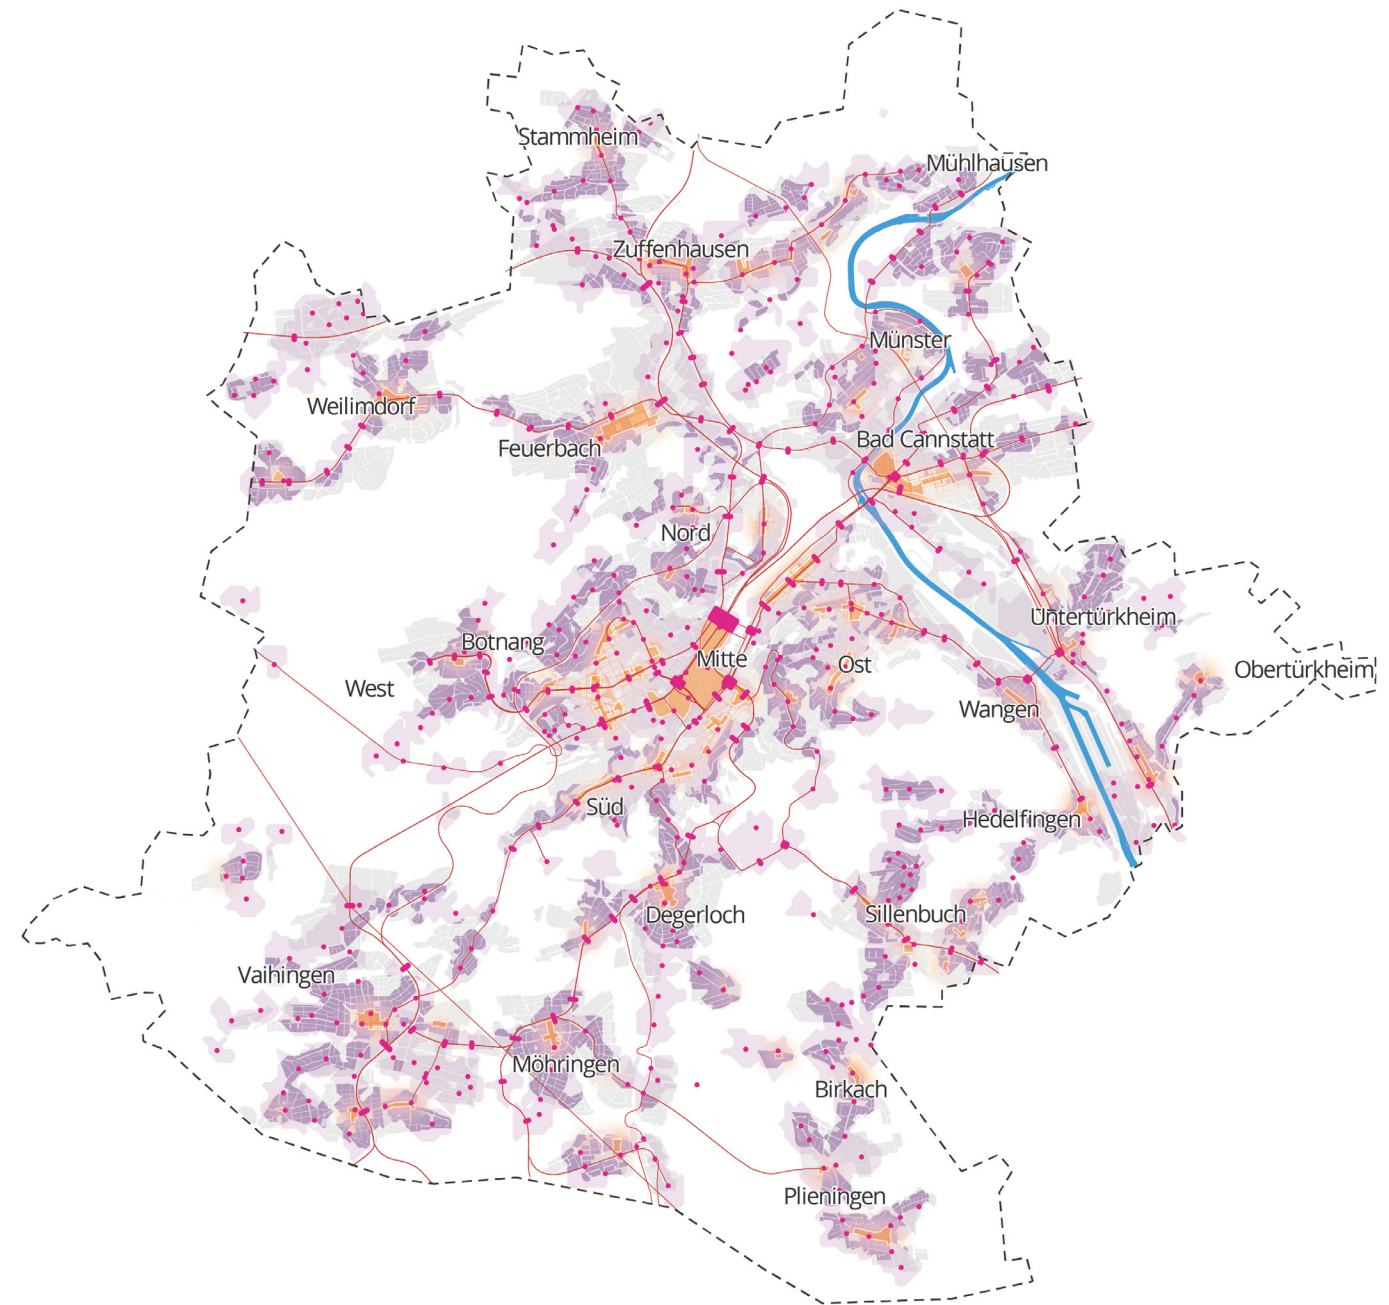 Stammheim
Mühlhausen
Zuffenhausen
Münster
Weilimdorf
Feuerbach
Bad Cannstatt
Nord
Untertürkheim
Botnang
Mitte
Ost
Obertürkheim
West
Wangen
Süd
Hedelfingen
Degerloch
Sillenbuch
Vaihingen
Möhringen
Birkach
Plieningen